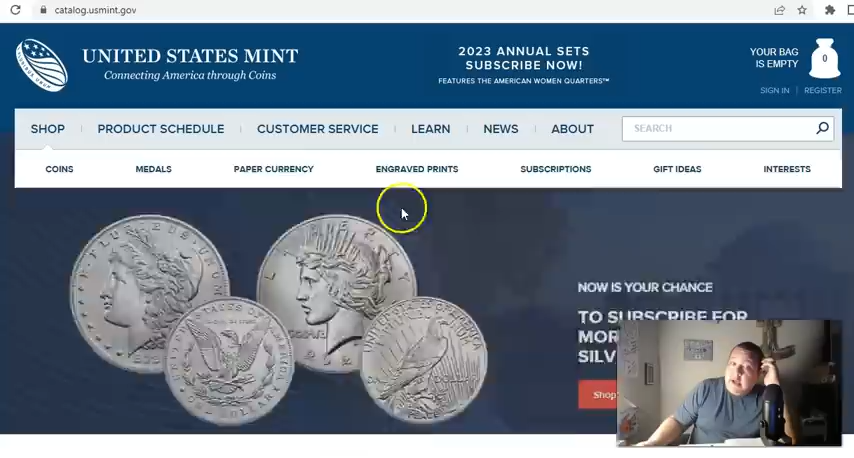 catalog.usmint.gov
UNITED STATES MINT
Connecting America through Coins
2023 ANNUAL SETS
SUBSCRIBE NOW!
FEATURES THE AMERICAN WOMEN QUARTERS™
YOUR BAG
IS EMPTY
0
SIGN IN | REGISTER
SHOP
PRODUCT SCHEDULE
CUSTOMER SERVICE
LEARN
NEWS
ABOUT
SEARCH
COINS
MEDALS
PAPER CURRENCY
ENGRAVED PRINTS
SUBSCRIPTIONS
GIFT IDEAS
INTERESTS
NOW IS YOUR CHANCE
TO SUBSCRIBE FOR
MOR
SILV
Shop